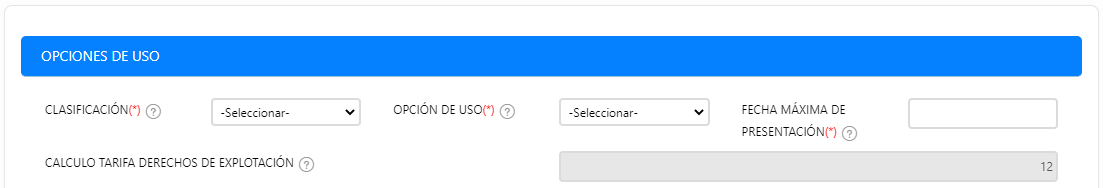 OPCIONES DE USO
CLASIFICACIÓN(*) ?
-Seleccionar-
OPCIÓN DE USO(*) ?
-Seleccionar-
FECHA MÁXIMA DE
PRESENTACIÓN(*) ?
CALCULO TARIFA DERECHOS DE EXPLOTACIÓN ?
12